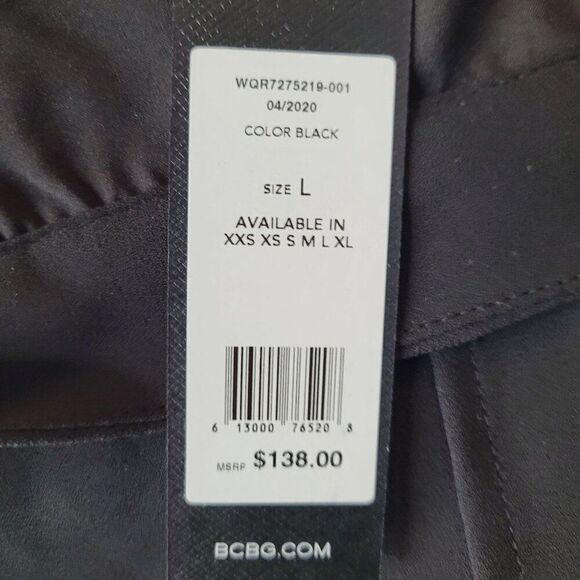 WQR7275219-001
04/2020
COLOR BLACK
SIZE L
AVAILABLE IN
XXS XS S M L XL
6 13000 76520 8
MSRP $138.00
BCBG.COM